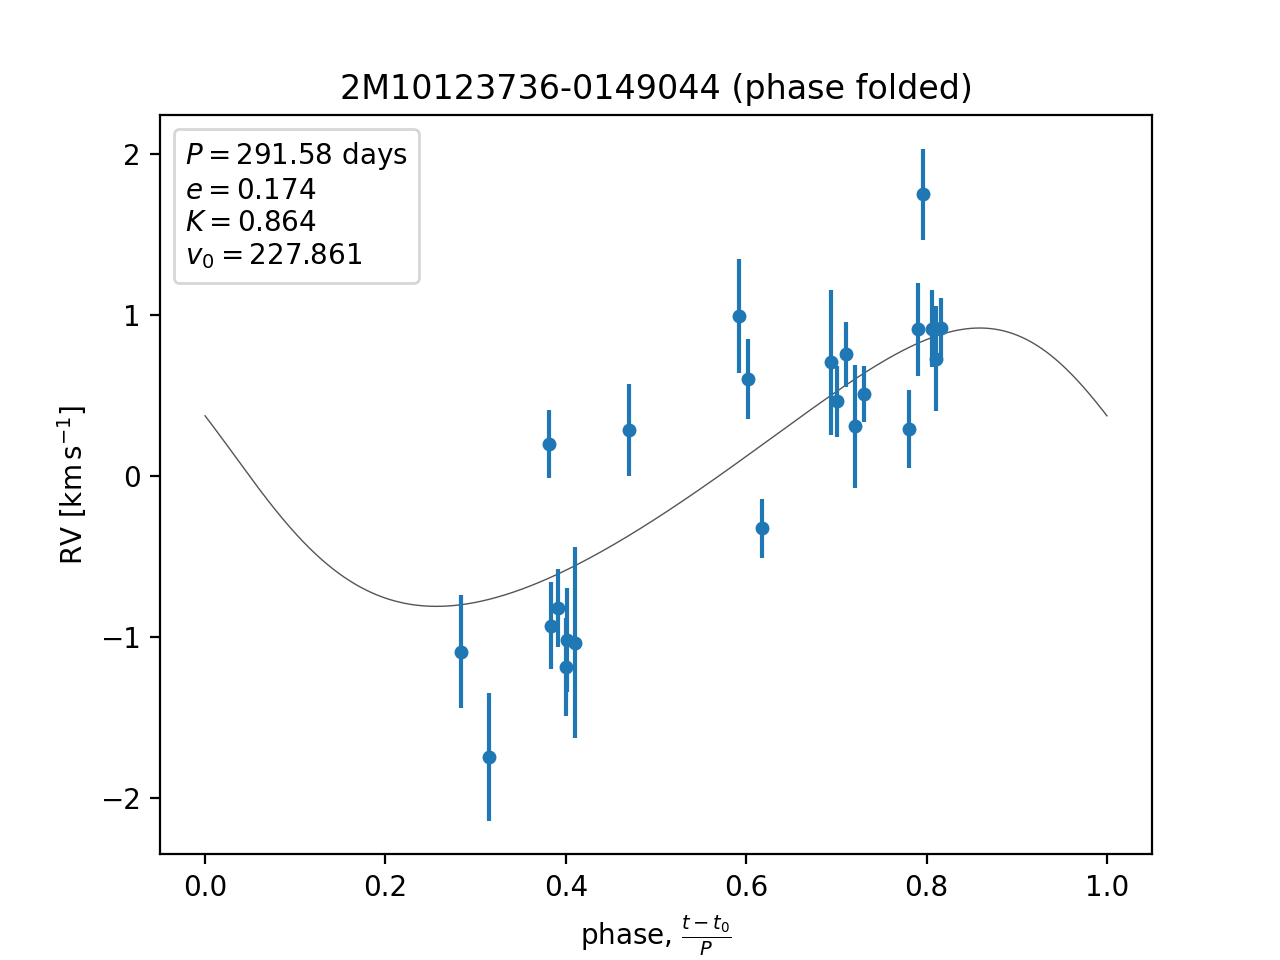 2M10123736-0149044 (phase folded)
P = 291.58 days
e = 0.174
K = 0.864
v₀ = 227.861
RV [km s⁻¹]
2
1
0
−1
−2
0.0 0.2 0.4 0.6 0.8 1.0
phase, (t − t₀)/P